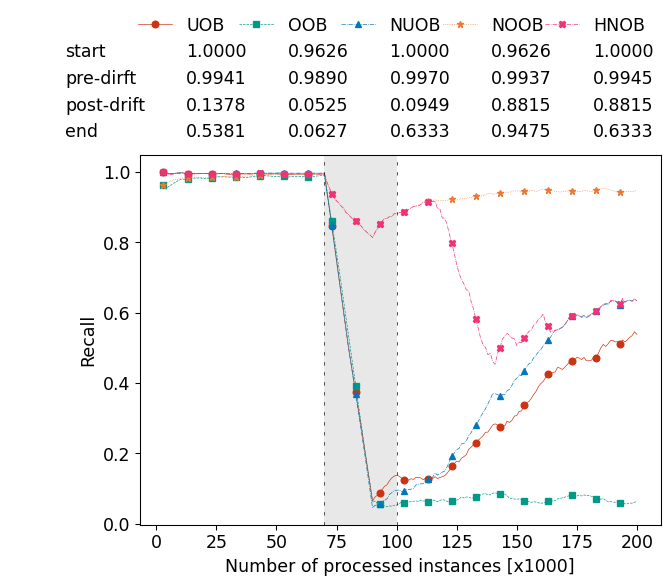 UOB OOB NUOB NOOB HNOB
start 1.0000 0.9626 1.0000 0.9626 1.0000
pre-dirft 0.9941 0.9890 0.9970 0.9937 0.9945
post-drift 0.1378 0.0525 0.0949 0.8815 0.8815
end 0.5381 0.0627 0.6333 0.9475 0.6333
1.0
0.8
0.6
0.4
0.2
0.0
Recall
0 25 50 75 100 125 150 175 200
Number of processed instances [x1000]